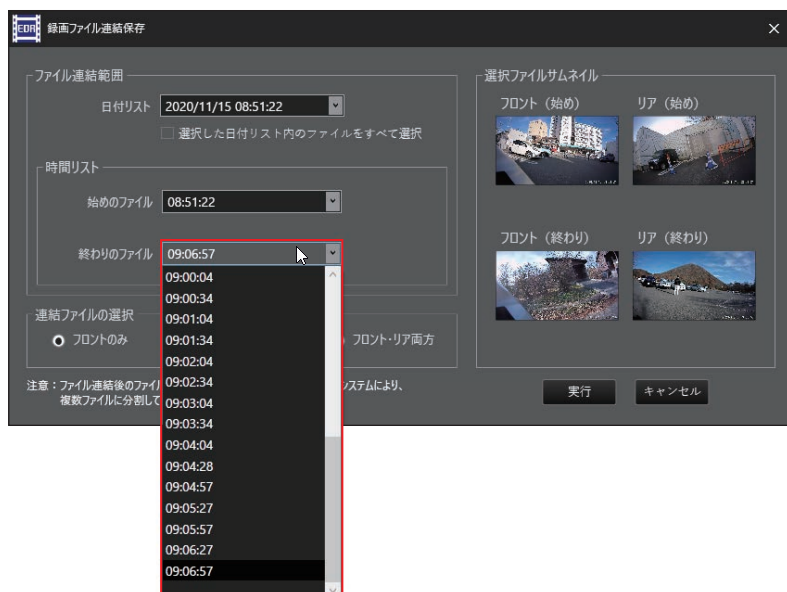 EDR 録画ファイル連結保存
ファイル連結範囲
日付リスト 2020/11/15 08:51:22
選択した日付リスト内のファイルをすべて選択
時間リスト
始めのファイル 08:51:22
終わりのファイル 09:06:57
09:00:04
09:00:34
09:01:04
09:01:34
09:02:04
09:02:34
09:03:04
09:03:34
09:04:04
09:04:28
09:04:57
09:05:27
09:05:57
09:06:27
09:06:57
連結ファイルの選択
フロントのみ
フロント・リア両方
注意：ファイル連結後のファイ
ステムにより、
複数ファイルに分割して
選択ファイルサムネイル
フロント（始め） リア（始め）
フロント（終わり） リア（終わり）
実行 キャンセル